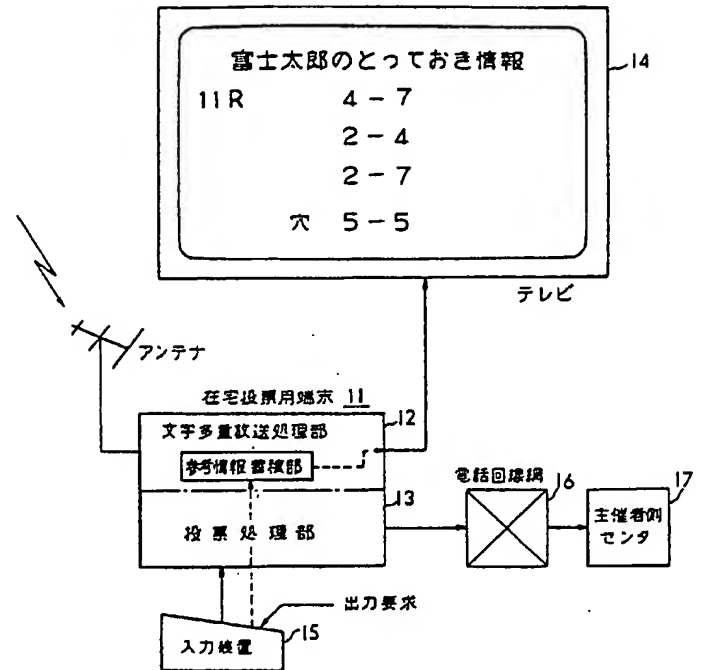 富士太郎のとっておき情報
11R 4-7
2-4
2-7
穴 5-5
14
テレビ
アンテナ
在宅投票用端末 11
12
文字多重放送処理部
参考情報蓄積部
13
投票処理部
電話回線網
16
17
主催者側
センタ
出力要求
15
入力装置